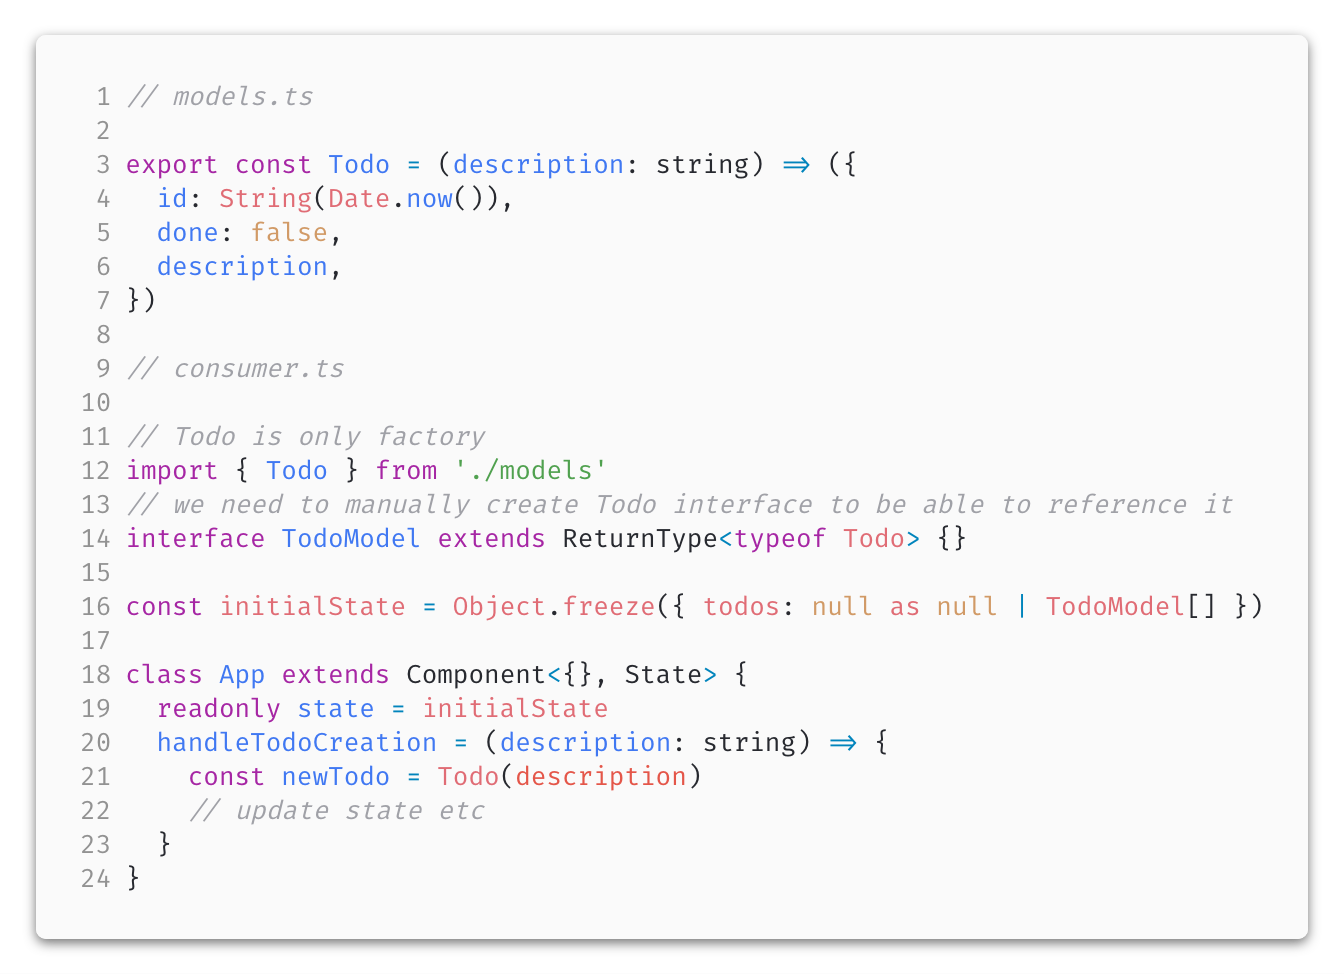 1 // models.ts
2
3 export const Todo = (description: string) => ({
4   id: String(Date.now()),
5   done: false,
6   description,
7 })
8
9 // consumer.ts
10
11 // Todo is only factory
12 import { Todo } from './models'
13 // we need to manually create Todo interface to be able to reference it
14 interface TodoModel extends ReturnType<typeof Todo> {}
15
16 const initialState = Object.freeze({ todos: null as null | TodoModel[] })
17
18 class App extends Component<{}, State> {
19   readonly state = initialState
20   handleTodoCreation = (description: string) => {
21     const newTodo = Todo(description)
22     // update state etc
23   }
24 }